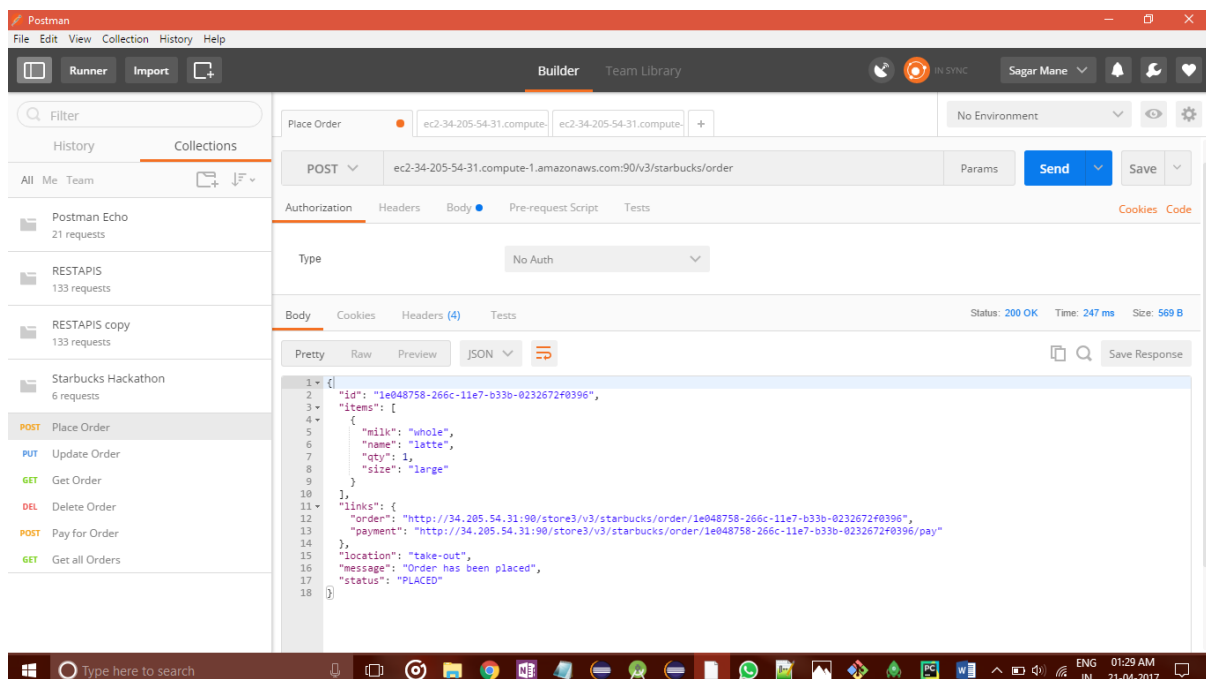 Postman
File Edit View Collection History Help
Runner Import Builder Team Library IN SYNC Sagar Mane
Filter
History Collections
All Me Team
Postman Echo
21 requests
RESTAPIS
133 requests
RESTAPIS copy
133 requests
Starbucks Hackathon
6 requests
POST Place Order
PUT Update Order
GET Get Order
DEL Delete Order
POST Pay for Order
GET Get all Orders
Place Order ec2-34-205-54-31.compute- ec2-34-205-54-31.compute- +
No Environment
POST ec2-34-205-54-31.compute-1.amazonaws.com:90/v3/starbucks/order Params Send Save
Authorization Headers Body Pre-request Script Tests Cookies Code
Type No Auth
Body Cookies Headers (4) Tests Status: 200 OK Time: 247 ms Size: 569 B
Pretty Raw Preview JSON Save Response
1 {
2 "id": "1e048758-266c-11e7-b33b-0232672f0396",
3 "items": [
4 {
5 "milk": "whole",
6 "name": "latte",
7 "qty": 1,
8 "size": "large"
9 }
10 ],
11 "links": {
12 "order": "http://34.205.54.31:90/store3/v3/starbucks/order/1e048758-266c-11e7-b33b-0232672f0396",
13 "payment": "http://34.205.54.31:90/store3/v3/starbucks/order/1e048758-266c-11e7-b33b-0232672f0396/pay"
14 },
15 "location": "take-out",
16 "message": "Order has been placed",
17 "status": "PLACED"
18 }
Type here to search
ENG 01:29 AM
IN 21-04-2017